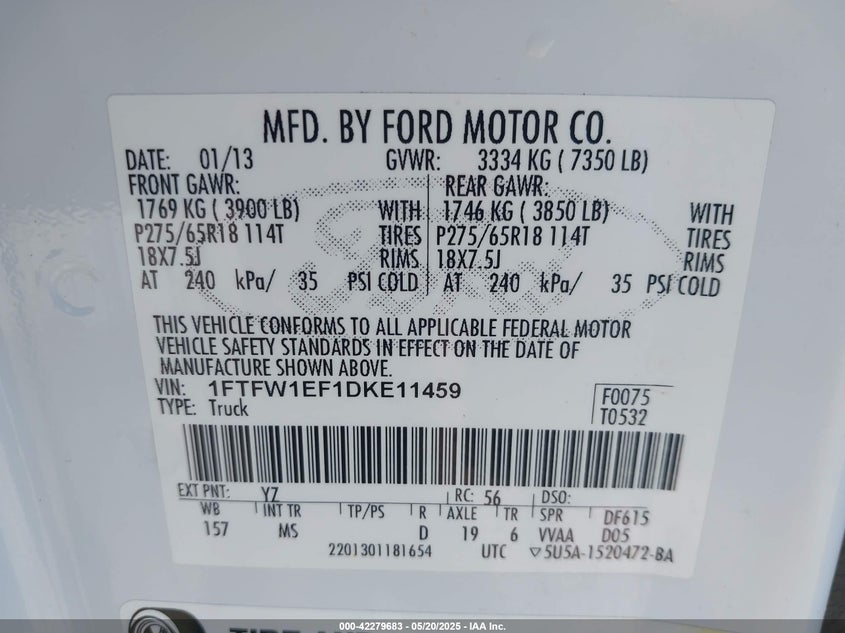 MFD. BY FORD MOTOR CO.
DATE: 01/13 GVWR: 3334 KG ( 7350 LB)
FRONT GAWR: REAR GAWR:
1769 KG ( 3900 LB) WITH 1746 KG ( 3850 LB) WITH
P275/65R18 114T TIRES P275/65R18 114T TIRES
18X7.5J RIMS 18X7.5J RIMS
AT 240 kPa/ 35 PSI COLD AT 240 kPa/ 35 PSI COLD
THIS VEHICLE CONFORMS TO ALL APPLICABLE FEDERAL MOTOR
VEHICLE SAFETY STANDARDS IN EFFECT ON THE DATE OF
MANUFACTURE SHOWN ABOVE.
VIN: 1FTFW1EF1DKE11459 F0075
TYPE: Truck T0532
EXT PNT: YZ RC: 56 DSO:
WB INT TR TP/PS R AXLE TR SPR DF615
157 MS D 19 6 VVAA D05
2201301181654 UTC ▽5U5A-1520472-BA
000-42279683 - 05/20/2025 - IAA Inc.